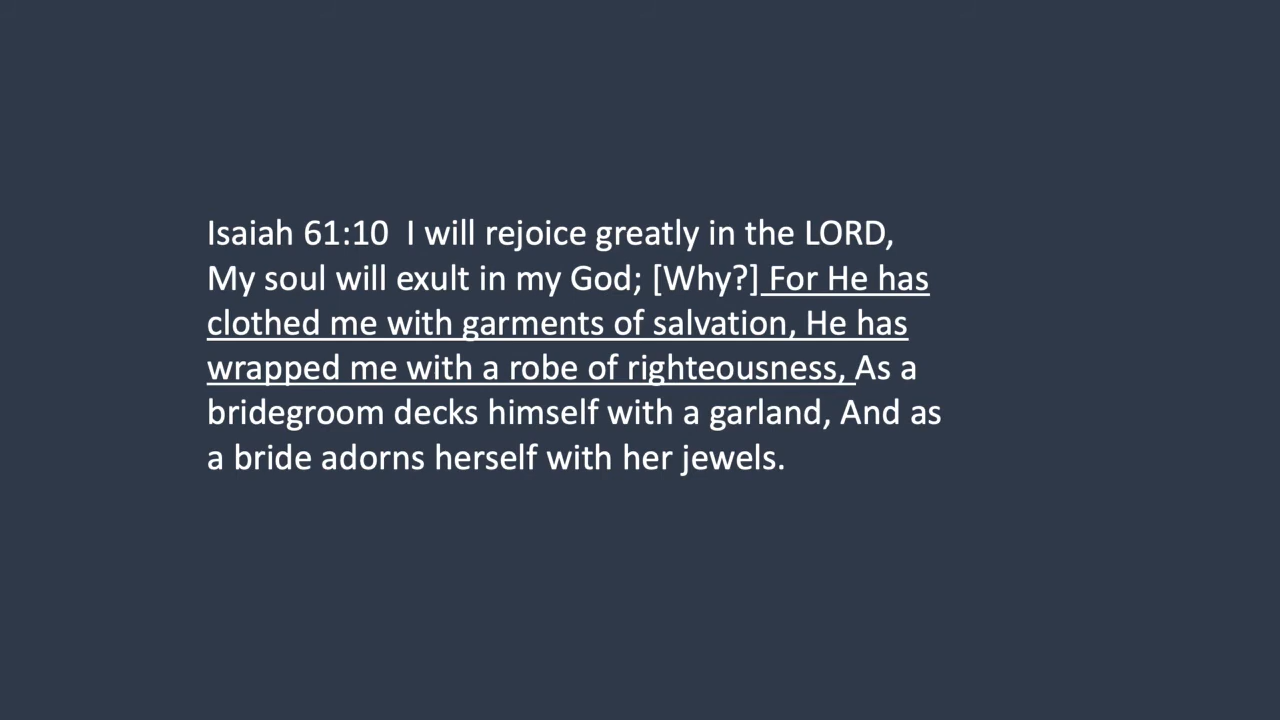 Isaiah 61:10  I will rejoice greatly in the LORD,
My soul will exult in my God; [Why?] For He has
clothed me with garments of salvation, He has
wrapped me with a robe of righteousness, As a
bridegroom decks himself with a garland, And as
a bride adorns herself with her jewels.